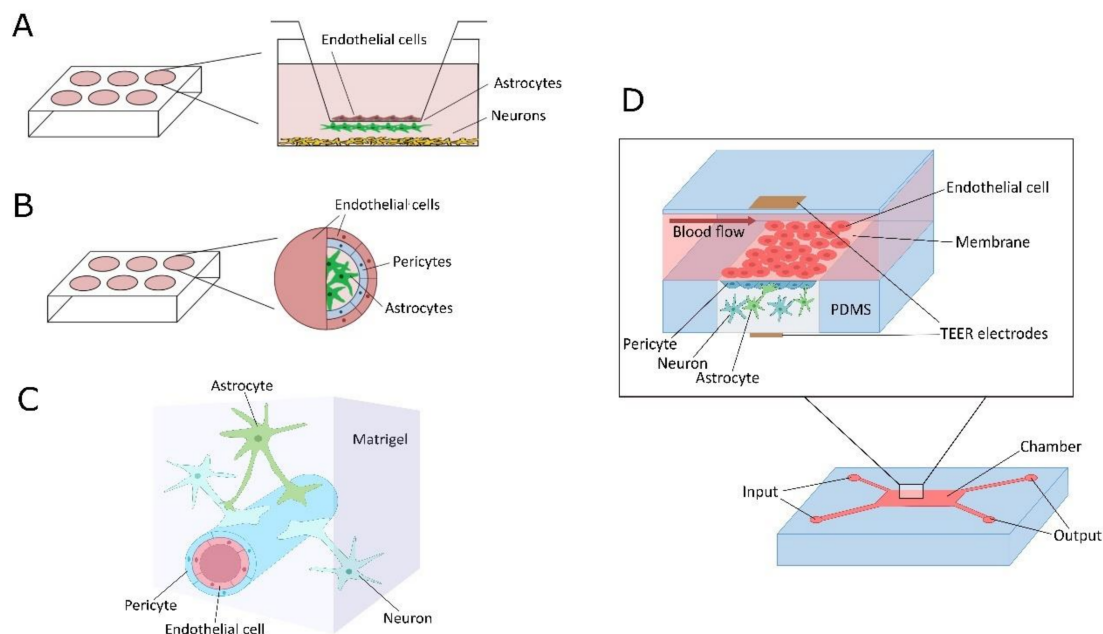 A
Endothelial cells
Astrocytes
Neurons
B
Endothelial cells
Pericytes
Astrocytes
C
Astrocyte
Matrigel
Pericyte
Endothelial cell
Neuron
D
Endothelial cell
Blood flow
Membrane
PDMS
TEER electrodes
Pericyte
Neuron
Astrocyte
Chamber
Input
Output